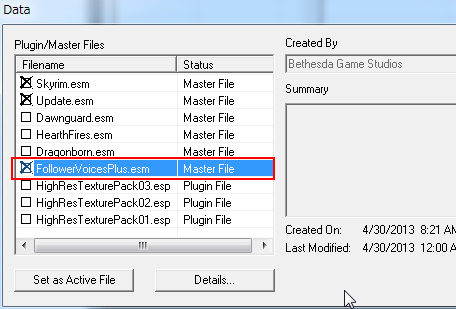 Data
Plugin/Master Files
Filename Status
Skyrim.esm Master File
Update.esm Master File
Dawnguard.esm Master File
HearthFires.esm Master File
Dragonborn.esm Master File
FollowerVoicesPlus.esm Master File
HighResTexturePack03.esp Plugin File
HighResTexturePack02.esp Plugin File
HighResTexturePack01.esp Plugin File
Set as Active File Details...
Created By
Bethesda Game Studios
Summary
Created On: 4/30/2013 8:21 AM
Last Modified: 4/30/2013 12:00 A